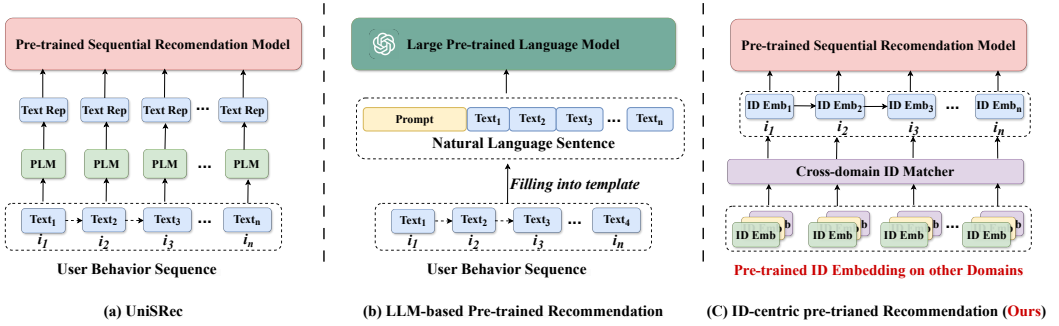 Pre-trained Sequential Recomendation Model
Text Rep Text Rep Text Rep ... Text Rep
PLM PLM PLM ... PLM
Text1 Text2 Text3 ... Textn
i1 i2 i3 in
User Behavior Sequence
(a) UniSRec
Large Pre-trained Language Model
Prompt Text1 Text2 Text3 ... Textn
Natural Language Sentence
Filling into template
Text1 Text2 Text3 ... Text4
i1 i2 i3 in
User Behavior Sequence
(b) LLM-based Pre-trained Recommendation
Pre-trained Sequential Recomendation Model
ID Emb1 ID Emb2 ID Emb3 ... ID Embn
i1 i2 i3 in
Cross-domain ID Matcher
ID Emb b ID Emb b ID Emb b ... ID Emb b
Pre-trained ID Embedding on other Domains
(C) ID-centric pre-trianed Recommendation (Ours)